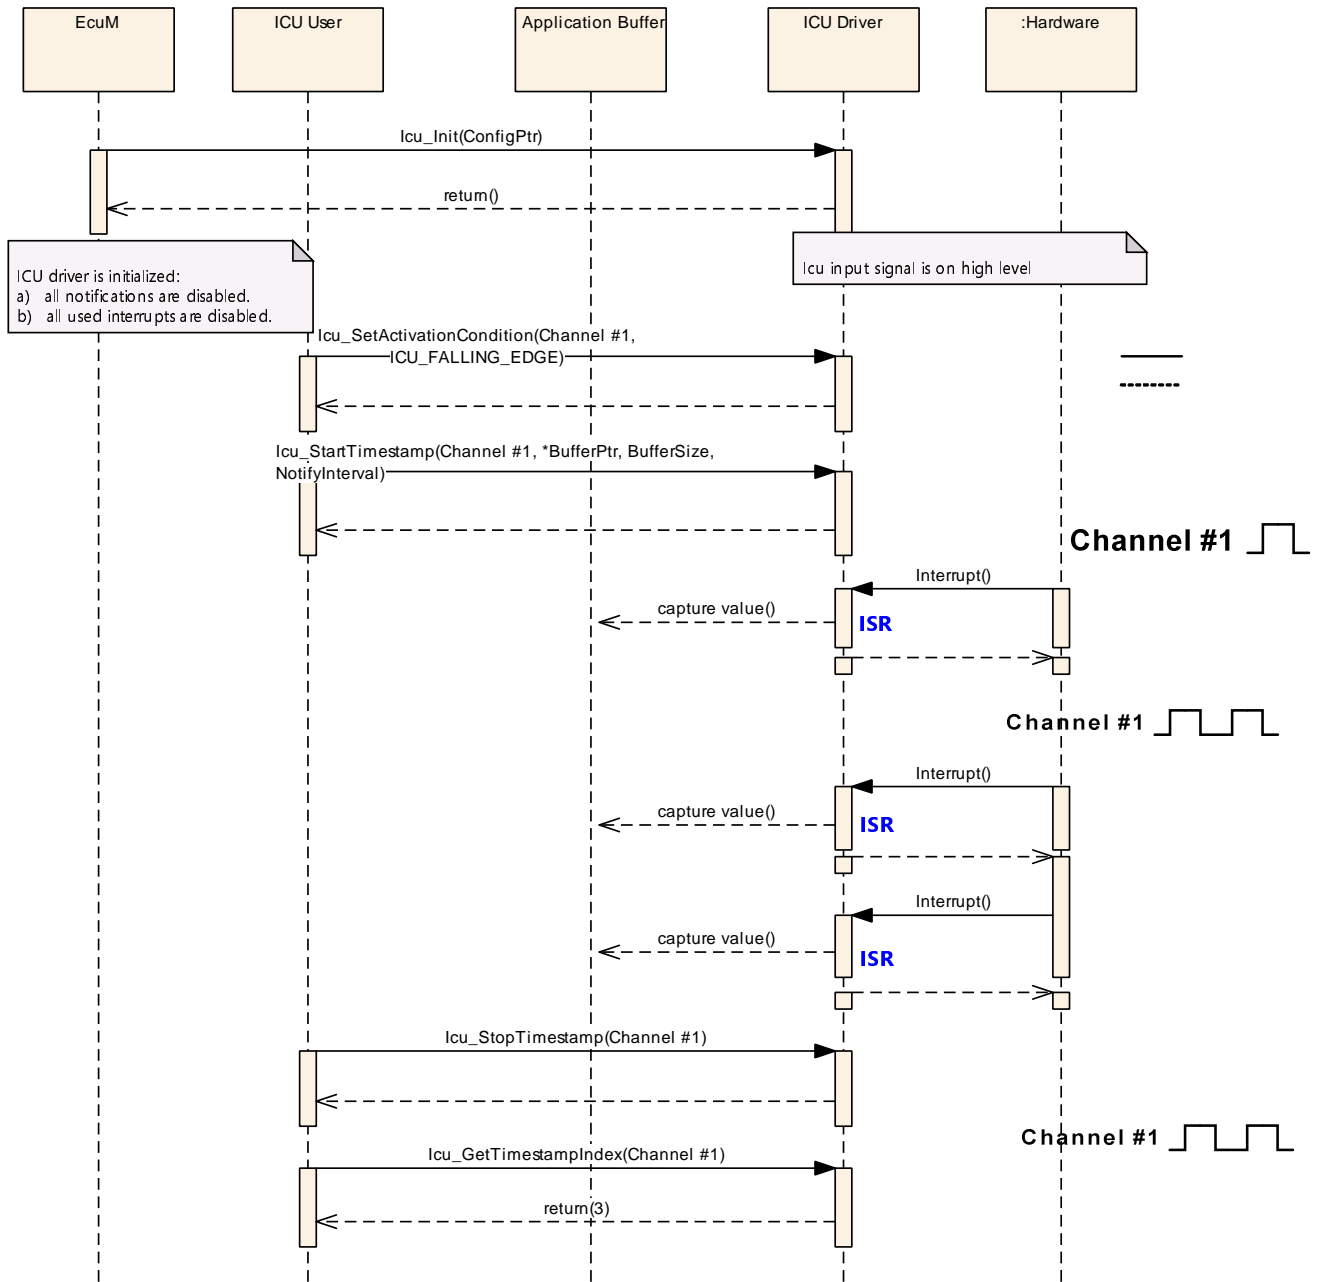 EcuM
ICU User
Application Buffer
ICU Driver
:Hardware
Icu_Init(ConfigPtr)
return()
ICU driver is initialized:
a) all notifications are disabled.
b) all used interrupts are disabled.
Icu input signal is on high level
Icu_SetActivationCondition(Channel #1,
ICU_FALLING_EDGE)
Icu_StartTimestamp(Channel #1, *BufferPtr, BufferSize,
NotifyInterval)
Channel #1
Interrupt()
capture value()
ISR
Channel #1
Interrupt()
capture value()
ISR
Interrupt()
capture value()
ISR
Icu_StopTimestamp(Channel #1)
Channel #1
Icu_GetTimestampIndex(Channel #1)
return(3)